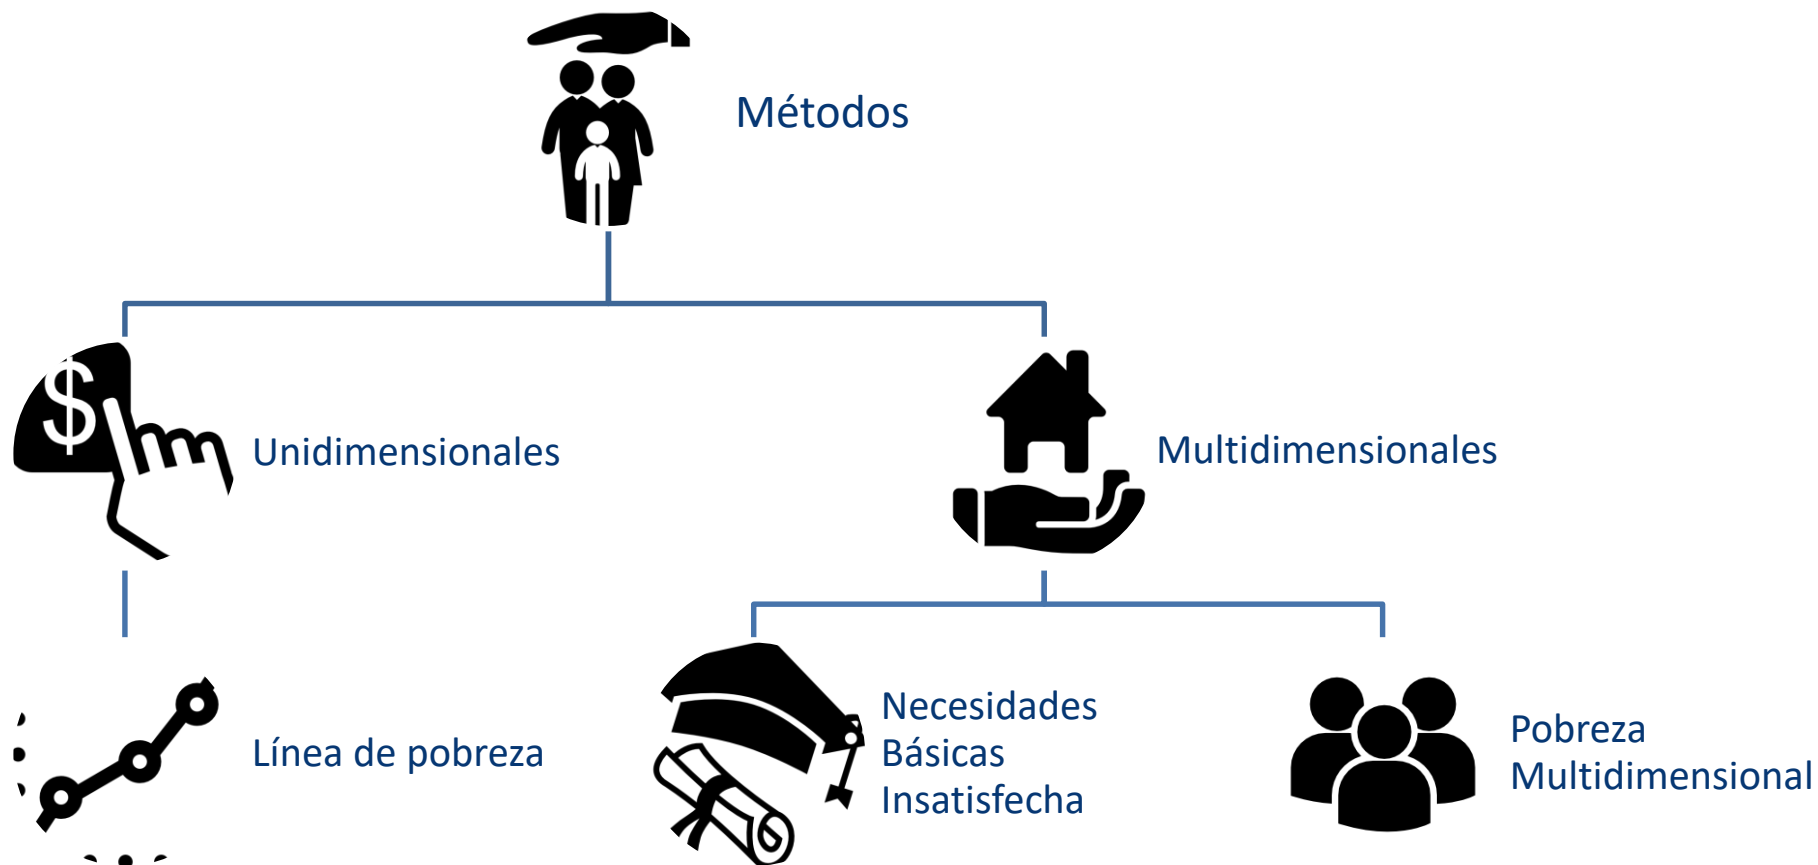 Métodos
Unidimensionales
Multidimensionales
Línea de pobreza
Necesidades
Básicas
Insatisfecha
Pobreza
Multidimensional
$